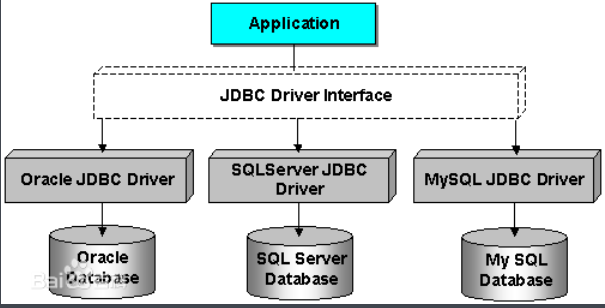 Application
JDBC Driver Interface
Oracle JDBC Driver
SQLServer JDBC
Driver
MySQL JDBC Driver
Oracle
Database
SQL Server
Database
My SQL
Database
Bai